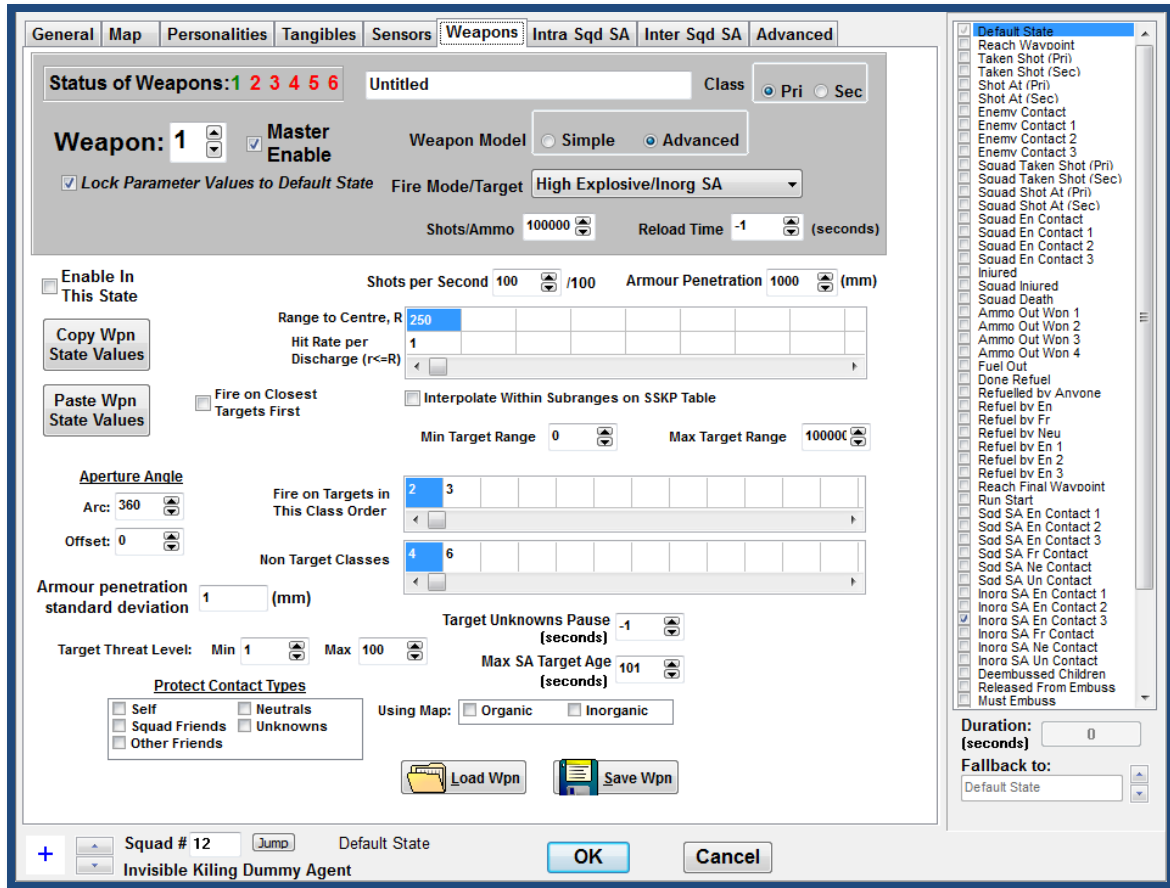 General Map Personalities Tangibles Sensors Weapons Intra Sqd SA Inter Sqd SA Advanced
Status of Weapons:1 2 3 4 5 6
Untitled
Class Pri Sec
Weapon: 1
Master Enable
Weapon Model Simple Advanced
Lock Parameter Values to Default State
Fire Mode/Target High Explosive/Inorg SA
Shots/Ammo 100000
Reload Time -1 (seconds)
Enable In
This State
Shots per Second 100 /100
Armour Penetration 1000 (mm)
Copy Wpn
State Values
Range to Centre, R 250
Hit Rate per
Discharge (r<=R) 1
Paste Wpn
State Values
Fire on Closest
Targets First
Interpolate Within Subranges on SSKP Table
Min Target Range 0
Max Target Range 10000
Aperture Angle
Arc: 360
Offset: 0
Fire on Targets in
This Class Order
2 3
Non Target Classes 4 6
Armour penetration
standard deviation 1 (mm)
Target Unknowns Pause
(seconds) -1
Target Threat Level: Min 1 Max 100
Max SA Target Age
(seconds) 101
Protect Contact Types
Self Neutrals
Squad Friends Unknowns
Other Friends
Using Map: Organic Inorganic
Load Wpn Save Wpn
Default State
Reach Waypoint
Taken Shot (Pri)
Taken Shot (Sec)
Shot At (Pri)
Shot At (Sec)
Enemy Contact
Enemy Contact 1
Enemy Contact 2
Enemy Contact 3
Squad Taken Shot (Pri)
Squad Taken Shot (Sec)
Squad Shot At (Pri)
Squad Shot At (Sec)
Squad En Contact
Squad En Contact 1
Squad En Contact 2
Squad En Contact 3
Injured
Squad Injured
Squad Death
Ammo Out Wpn 1
Ammo Out Wpn 2
Ammo Out Wpn 3
Ammo Out Wpn 4
Fuel Out
Done Refuel
Refuelled by Anyone
Refuel by En
Refuel by Fr
Refuel by Neu
Refuel by En 1
Refuel by En 2
Refuel by En 3
Reach Final Waypoint
Run Start
Sqd SA En Contact 1
Sqd SA En Contact 2
Sqd SA En Contact 3
Sqd SA Fr Contact
Sqd SA Ne Contact
Sqd SA Un Contact
Inorg SA En Contact 1
Inorg SA En Contact 2
Inorg SA En Contact 3
Inorg SA Fr Contact
Inorg SA Ne Contact
Inorg SA Un Contact
Deembussed Children
Released From Embuss
Must Embuss
Duration:
(seconds) 0
Fallback to:
Default State
+ Squad # 12 Jump Default State
Invisible Kiling Dummy Agent
OK Cancel